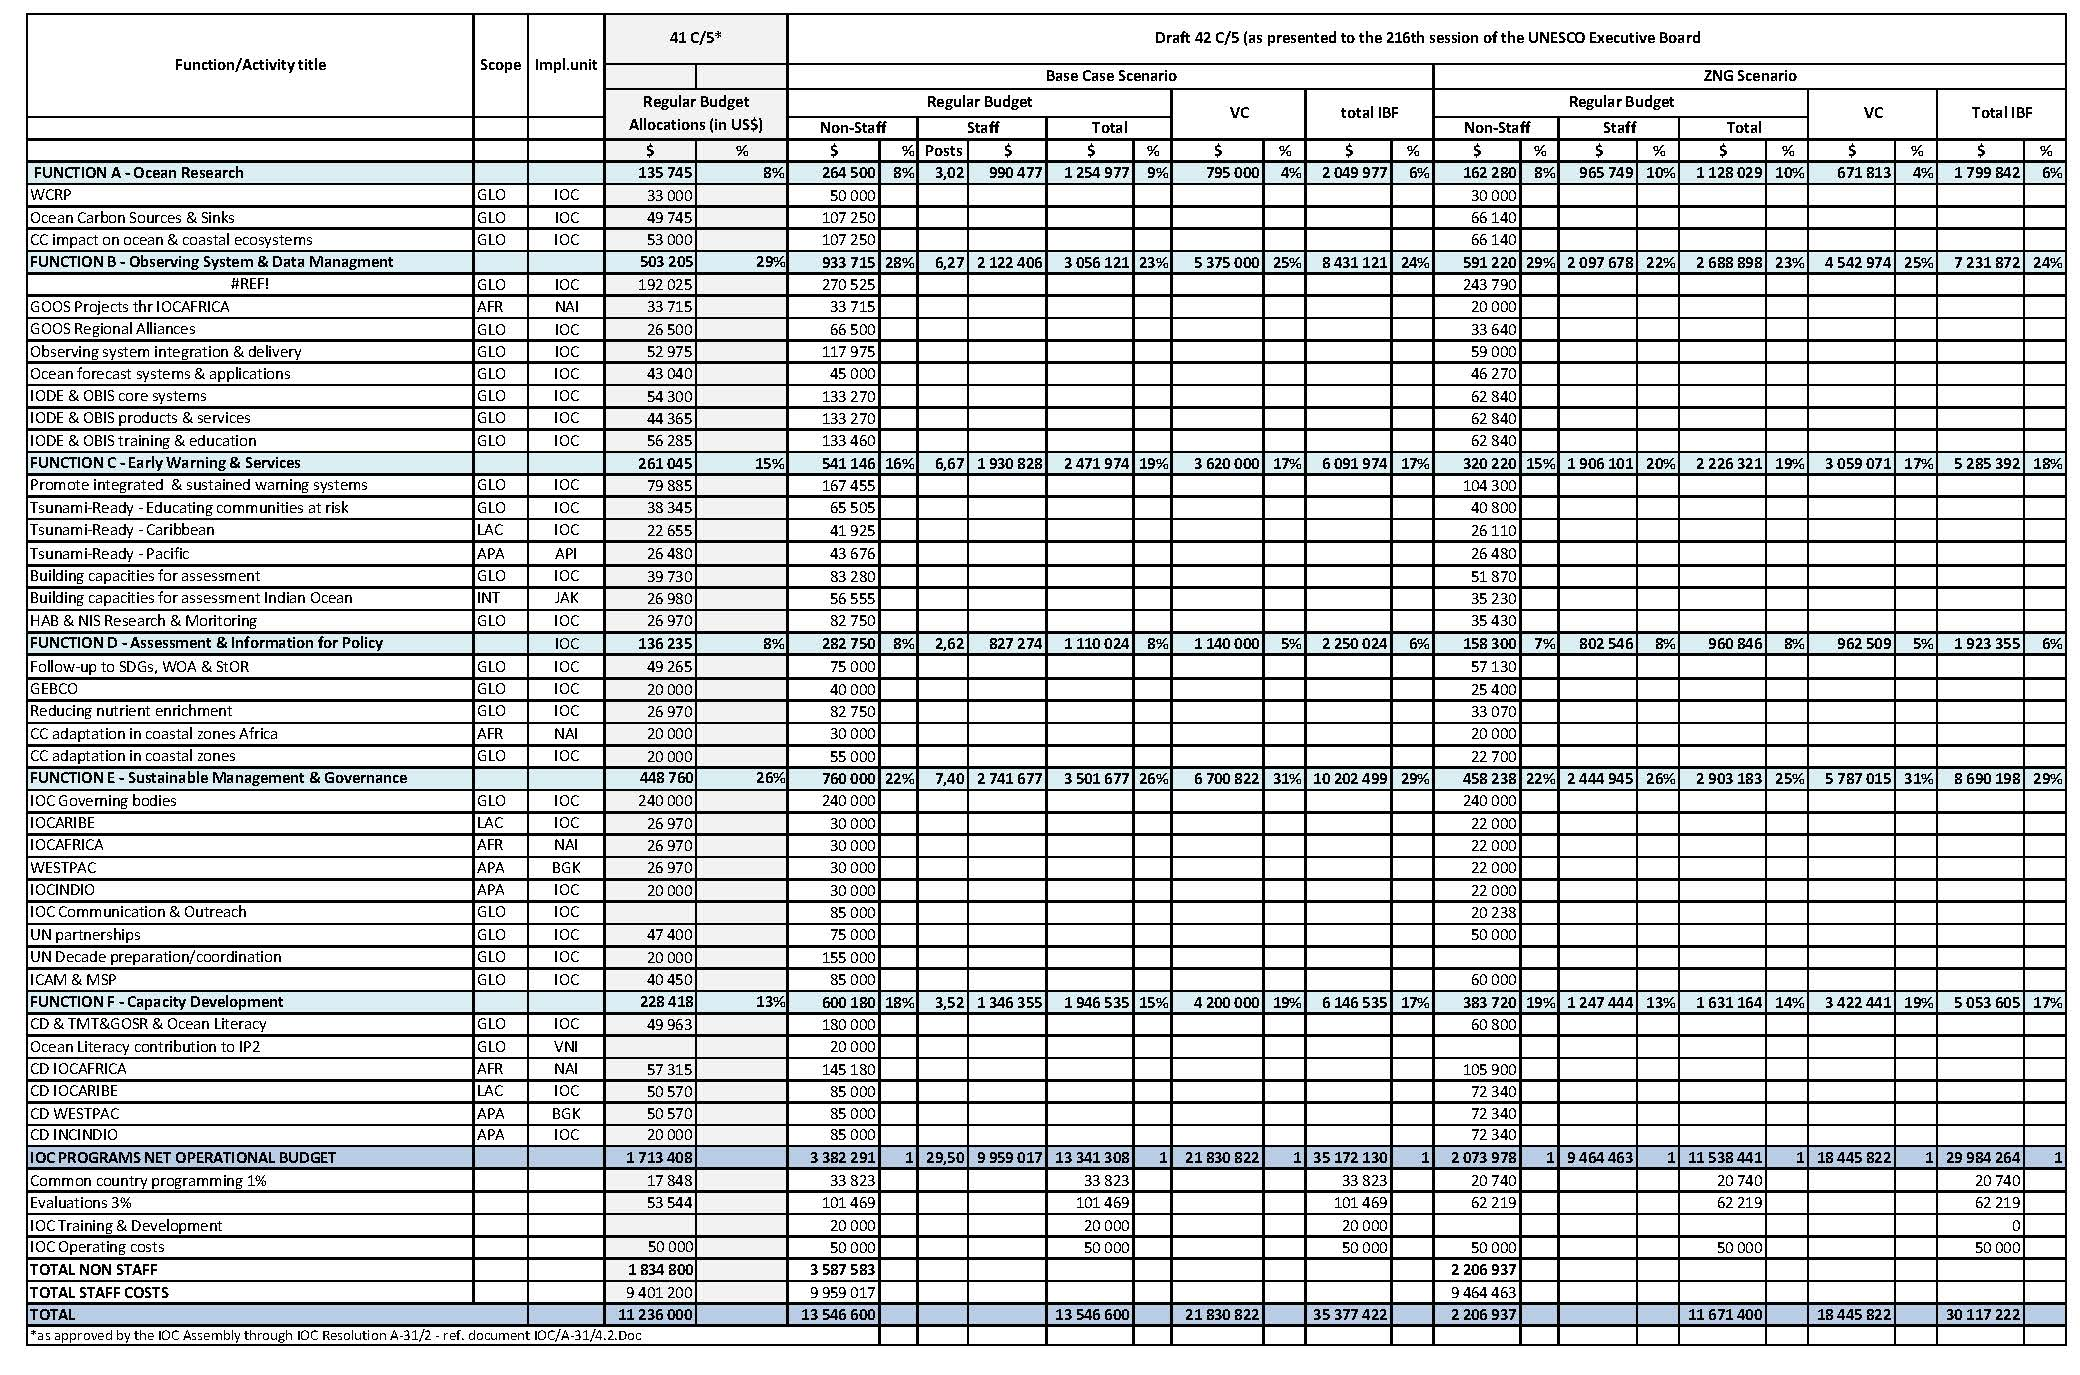 41 C/5* Draft 42 C/5 (as presented to the 216th session of the UNESCO Executive Board
Function/Activity title Scope Impl.unit
Base Case Scenario ZNG Scenario
Regular Budget Allocations (in US$) Regular Budget VC total IBF Regular Budget VC Total IBF
Non-Staff Staff Total Non-Staff Staff Total
$ % $ % Posts $ $ % $ % $ % $ % $ % $ % $ % $ %
FUNCTION A - Ocean Research 135 745 8% 264 500 8% 3,02 990 477 1 254 977 9% 795 000 4% 2 049 977 6% 162 280 8% 965 749 10% 1 128 029 10% 671 813 4% 1 799 842 6%
WCRP GLO IOC 33 000 50 000 30 000
Ocean Carbon Sources & Sinks GLO IOC 49 745 107 250 66 140
CC impact on ocean & coastal ecosystems GLO IOC 53 000 107 250 66 140
FUNCTION B - Observing System & Data Managment 503 205 29% 933 715 28% 6,27 2 122 406 3 056 121 23% 5 375 000 25% 8 431 121 24% 591 220 29% 2 097 678 22% 2 688 898 23% 4 542 974 25% 7 231 872 24%
#REF! GLO IOC 192 025 270 525 243 790
GOOS Projects thr IOCAFRICA AFR NAI 33 715 33 715 20 000
GOOS Regional Alliances GLO IOC 26 500 66 500 33 640
Observing system integration & delivery GLO IOC 52 975 117 975 59 000
Ocean forecast systems & applications GLO IOC 43 040 45 000 46 270
IODE & OBIS core systems GLO IOC 54 300 133 270 62 840
IODE & OBIS products & services GLO IOC 44 365 133 270 62 840
IODE & OBIS training & education GLO IOC 56 285 133 460 62 840
FUNCTION C - Early Warning & Services 261 045 15% 541 146 16% 6,67 1 930 828 2 471 974 19% 3 620 000 17% 6 091 974 17% 320 220 15% 1 906 101 20% 2 226 321 19% 3 059 071 17% 5 285 392 18%
Promote integrated & sustained warning systems GLO IOC 79 885 167 455 104 300
Tsunami-Ready - Educating communities at risk GLO IOC 38 345 65 505 40 800
Tsunami-Ready - Caribbean LAC IOC 22 655 41 925 26 110
Tsunami-Ready - Pacific APA API 26 480 43 676 26 480
Building capacities for assessment GLO IOC 39 730 83 280 51 870
Building capacities for assessment Indian Ocean INT JAK 26 980 56 555 35 230
HAB & NIS Research & Moritoring GLO IOC 26 970 82 750 35 430
FUNCTION D - Assessment & Information for Policy IOC 136 235 8% 282 750 8% 2,62 827 274 1 110 024 8% 1 140 000 5% 2 250 024 6% 158 300 7% 802 546 8% 960 846 8% 962 509 5% 1 923 355 6%
Follow-up to SDGs, WOA & StOR GLO IOC 49 265 75 000 57 130
GEBCO GLO IOC 20 000 40 000 25 400
Reducing nutrient enrichment GLO IOC 26 970 82 750 33 070
CC adaptation in coastal zones Africa AFR NAI 20 000 30 000 20 000
CC adaptation in coastal zones GLO IOC 20 000 55 000 22 700
FUNCTION E - Sustainable Management & Governance 448 760 26% 760 000 22% 7,40 2 741 677 3 501 677 26% 6 700 822 31% 10 202 499 29% 458 238 22% 2 444 945 26% 2 903 183 25% 5 787 015 31% 8 690 198 29%
IOC Governing bodies GLO IOC 240 000 240 000 240 000
IOCARIBE LAC IOC 26 970 30 000 22 000
IOCAFRICA AFR NAI 26 970 30 000 22 000
WESTPAC APA BGK 26 970 30 000 22 000
IOCINDIO APA IOC 20 000 30 000 22 000
IOC Communication & Outreach GLO IOC 85 000 20 238
UN partnerships GLO IOC 47 400 75 000 50 000
UN Decade preparation/coordination GLO IOC 20 000 155 000
ICAM & MSP GLO IOC 40 450 85 000 60 000
FUNCTION F - Capacity Development 228 418 13% 600 180 18% 3,52 1 346 355 1 946 535 15% 4 200 000 19% 6 146 535 17% 383 720 19% 1 247 444 13% 1 631 164 14% 3 422 441 19% 5 053 605 17%
CD & TMT&GOSR & Ocean Literacy GLO IOC 49 963 180 000 60 800
Ocean Literacy contribution to IP2 GLO VNI 20 000
CD IOCAFRICA AFR NAI 57 315 145 180 105 900
CD IOCARIBE LAC IOC 50 570 85 000 72 340
CD WESTPAC APA BGK 50 570 85 000 72 340
CD INCINDIO APA IOC 20 000 85 000 72 340
IOC PROGRAMS NET OPERATIONAL BUDGET 1 713 408 3 382 291 1 29,50 9 959 017 13 341 308 1 21 830 822 1 35 172 130 1 2 073 978 1 9 464 463 1 11 538 441 1 18 445 822 1 29 984 264 1
Common country programming 1% 17 848 33 823 33 823 33 823 20 740 20 740 20 740
Evaluations 3% 53 544 101 469 101 469 101 469 62 219 62 219 62 219
IOC Training & Development 20 000 20 000 20 000 0
IOC Operating costs 50 000 50 000 50 000 50 000 50 000 50 000 50 000
TOTAL NON STAFF 1 834 800 3 587 583 2 206 937
TOTAL STAFF COSTS 9 401 200 9 959 017 9 464 463
TOTAL 11 236 000 13 546 600 13 546 600 21 830 822 35 377 422 2 206 937 11 671 400 18 445 822 30 117 222
*as approved by the IOC Assembly through IOC Resolution A-31/2 - ref. document IOC/A-31/4.2.Doc